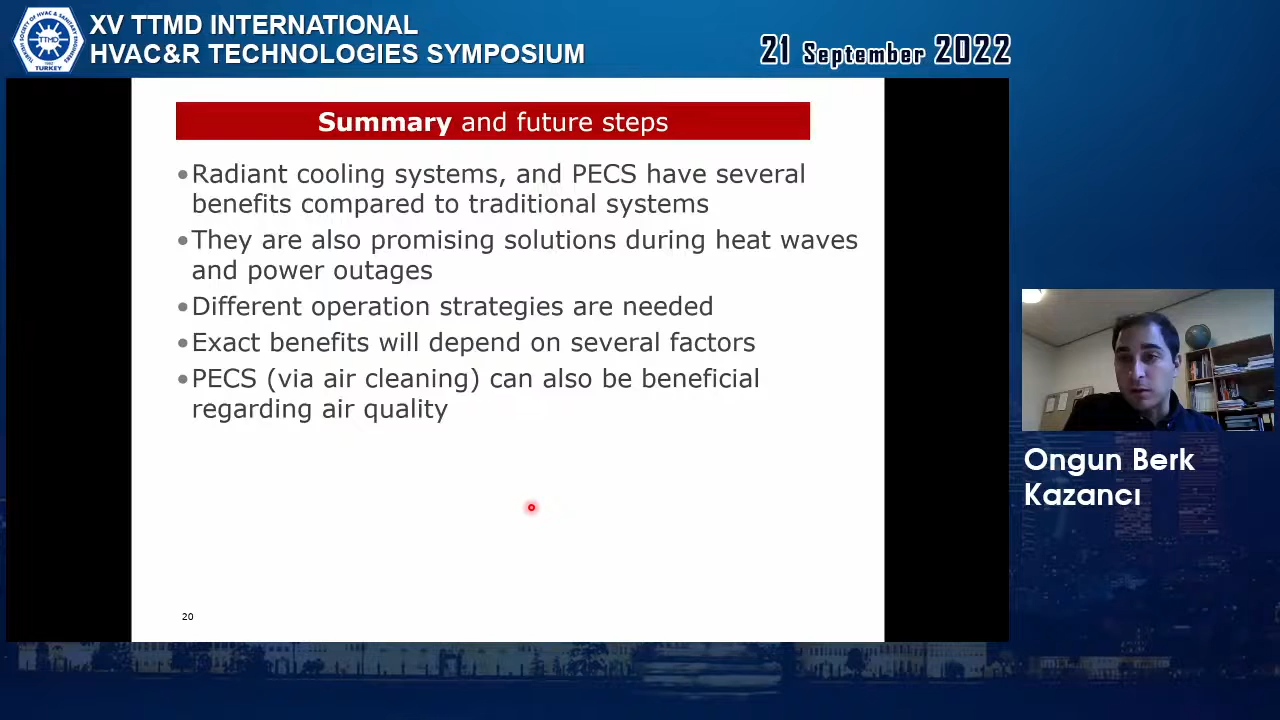 XV TTMD INTERNATIONAL
HVAC&R TECHNOLOGIES SYMPOSIUM
21 September 2022
TTMD
TURKEY
Summary and future steps
•Radiant cooling systems, and PECS have several
benefits compared to traditional systems
•They are also promising solutions during heat waves
and power outages
•Different operation strategies are needed
•Exact benefits will depend on several factors
•PECS (via air cleaning) can also be beneficial
regarding air quality
20
Ongun Berk
Kazancı